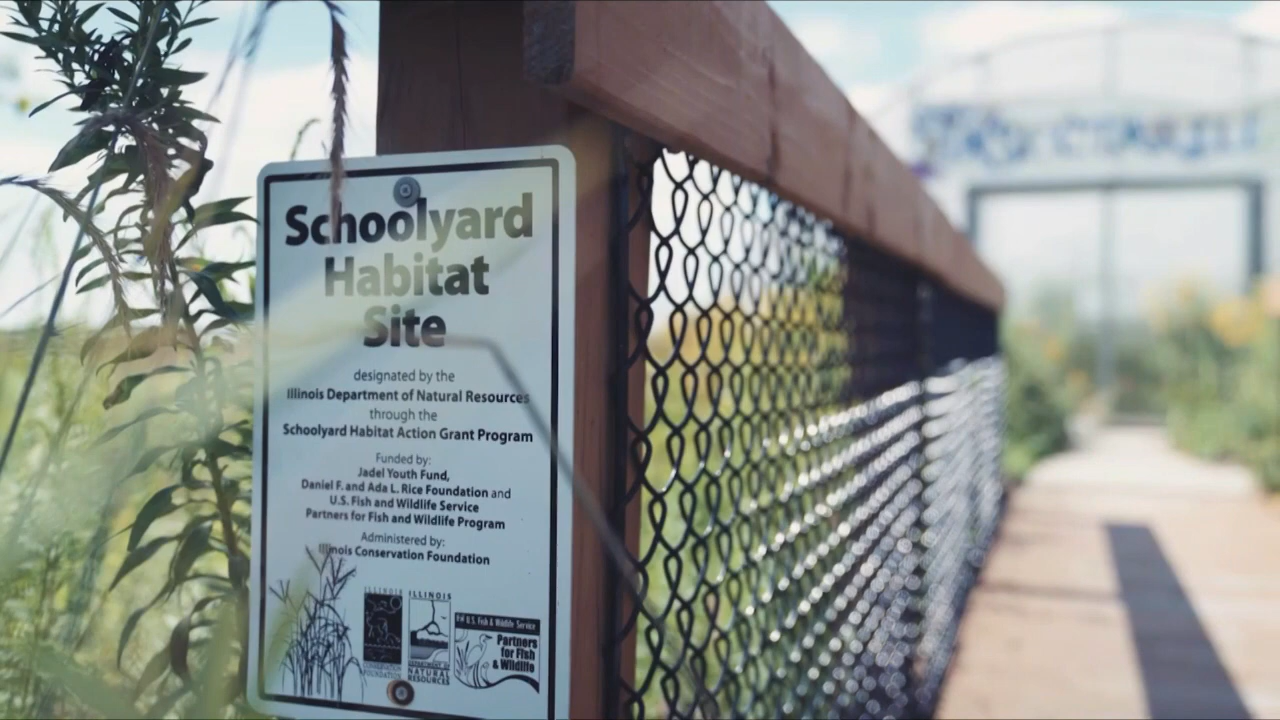 Schoolyard
Habitat
Site
designated by the
Illinois Department of Natural Resources
through the
Schoolyard Habitat Action Grant Program
Funded by:
Jadel Youth Fund,
Daniel F. and Ada L. Rice Foundation and
U.S. Fish and Wildlife Service
Partners for Fish and Wildlife Program
Administered by:
Illinois Conservation Foundation
ILLINOIS
FOUNDATION
ILLINOIS
DEPARTMENT OF
NATURAL
RESOURCES
U.S. Fish & Wildlife Service
Partners
for Fish
& Wildlife